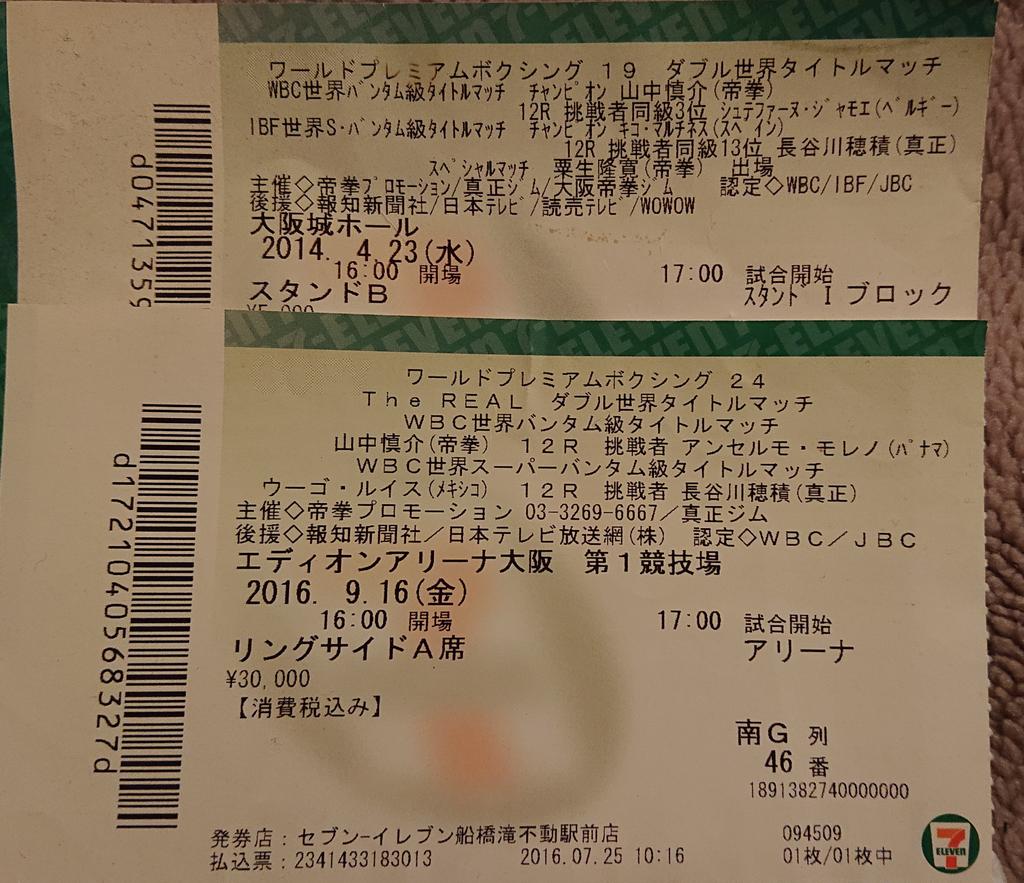 7-ELEVEN
ワールドプレミアムボクシング 19 ダブル世界タイトルマッチ
WBC世界バンタム級タイトルマッチ チャンピオン 山中慎介(帝拳)
12R 挑戦者同級3位 シュテファーヌ・ジャモエ(ベルギー)
IBF世界S・バンタム級タイトルマッチ チャンピオン キコ・マルチネス(スペイン)
12R 挑戦者同級13位 長谷川穂積(真正)
スペシャルマッチ 粟生隆寛(帝拳) 出場
主催◇帝拳プロモーション/真正ジム/大阪帝拳ジム 認定◇WBC/IBF/JBC
後援◇報知新聞社/日本テレビ/読売テレビ/WOWOW
大阪城ホール
2014. 4.23(水)
16:00 開場 17:00 試合開始
スタンドB スタンド I ブロック
d0471359
7-ELEVEN
ワールドプレミアムボクシング 24
The REAL ダブル世界タイトルマッチ
WBC世界バンタム級タイトルマッチ
山中慎介(帝拳) 12R 挑戦者 アンセルモ・モレノ(パナマ)
WBC世界スーパーバンタム級タイトルマッチ
ウーゴ・ルイス(メキシコ) 12R 挑戦者 長谷川穂積(真正)
主催◇帝拳プロモーション 03-3269-6667/真正ジム
後援◇報知新聞社/日本テレビ放送網(株) 認定◇WBC/JBC
エディオンアリーナ大阪 第1競技場
2016. 9.16(金)
16:00 開場 17:00 試合開始
リングサイドA席 アリーナ
¥30,000
【消費税込み】
南G 列
46 番
1891382740000000
d1721040568327d
発券店:セブン-イレブン船橋滝不動駅前店 094509
払込票:2341433183013 2016.07.25 10:16 01枚/01枚中
7 ELEVEN